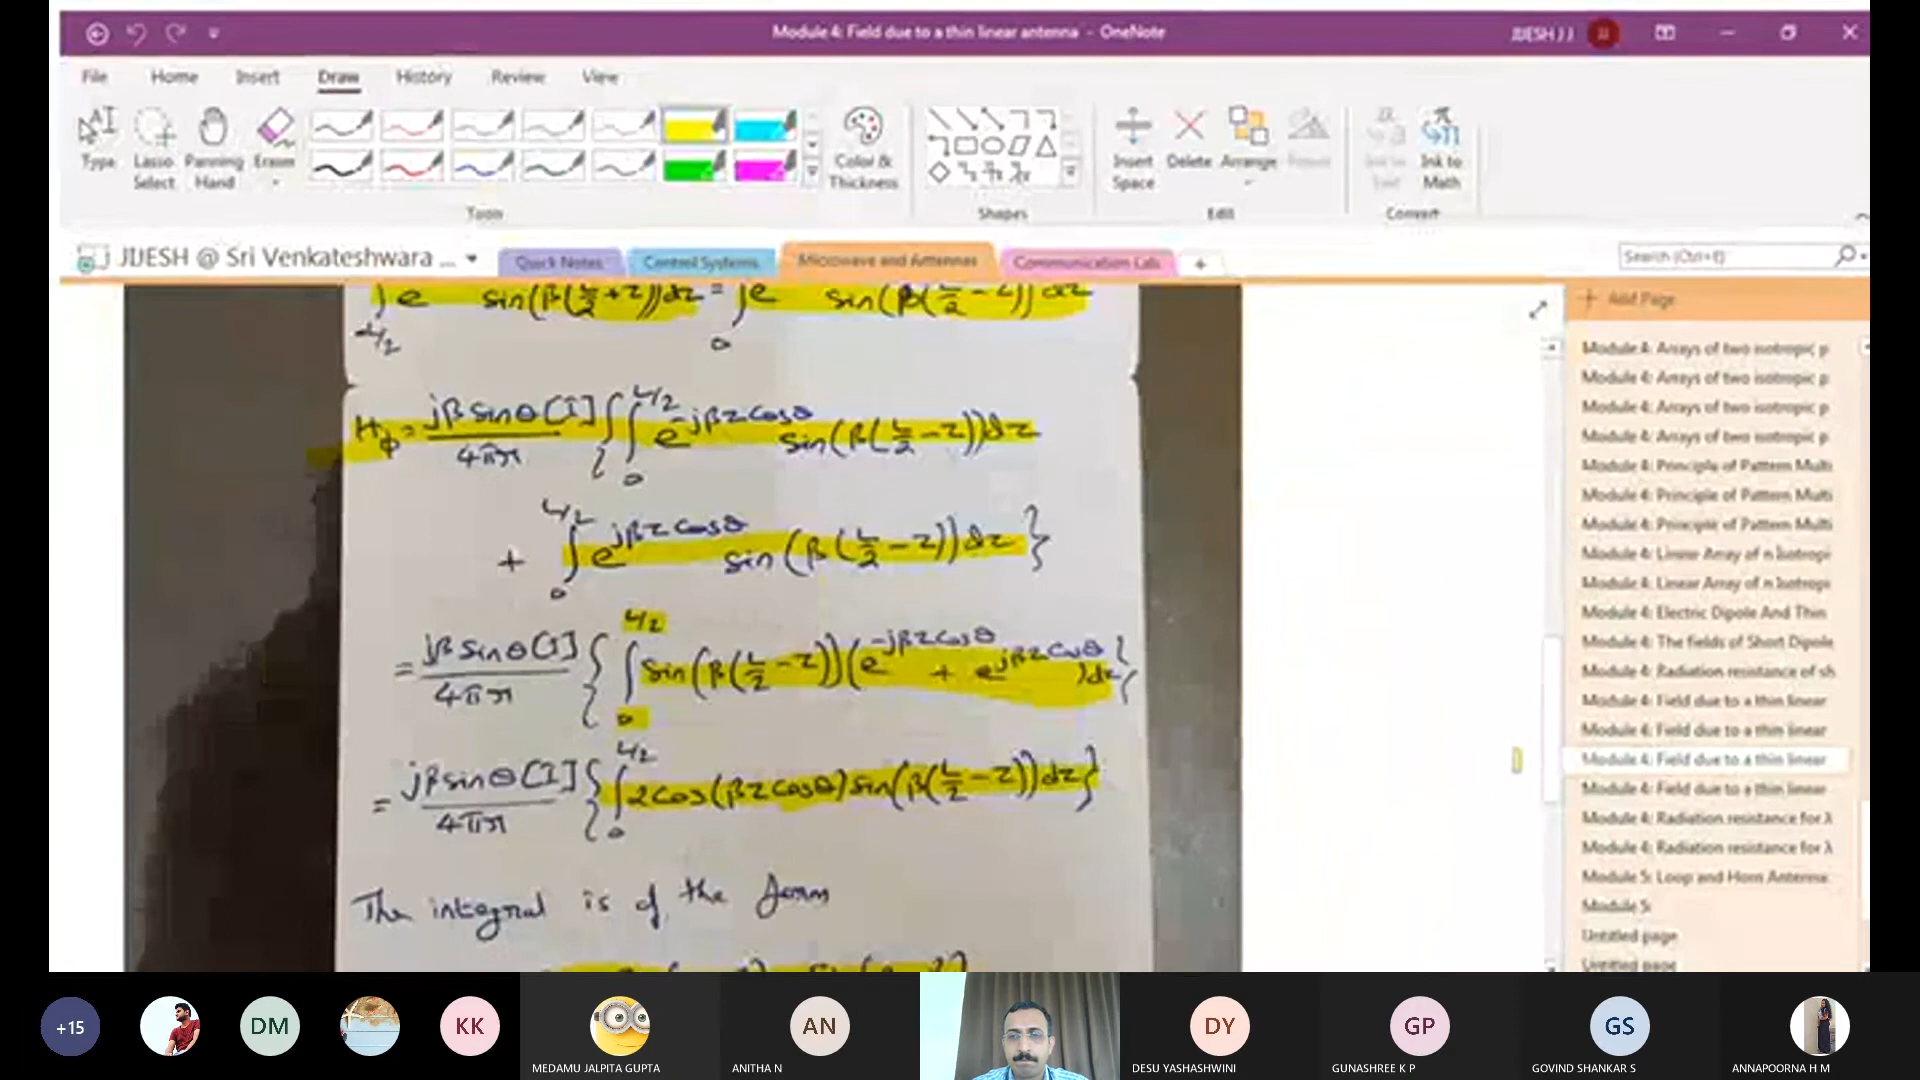 Module 4: Field due to a thin linear antenna - OneNote
JIJESH J J
File Home Insert Draw History Review View
Type
Lasso Select
Panning Hand
Eraser
Color & Thickness
Insert Space
Delete
Arrange
Ink to Math
Shapes
Edit
Convert
JIJESH @ Sri Venkateshwara ...
Quick Notes
Control Systems
Microwave and Antennas
Communication Lab
+
Search (Ctrl+E)
∫ e sin(β(L/2+z))dz = ∫ e sin(β(L/2-z))dz
0
Hφ = jβ sinθ[I]/4πr { ∫₀^(L/2) e^(-jβz cosθ) sin(β(L/2-z))dz
+ ∫₀^(L/2) e^(jβz cosθ) sin(β(L/2-z))dz }
= jβ sinθ[I]/4πr { ∫₀^(L/2) sin(β(L/2-z))(e^(-jβz cosθ) + e^(jβz cosθ))dz }
= jβ sinθ[I]/4πr { ∫₀^(L/2) 2cos(βz cosθ) sin(β(L/2-z))dz }
The integral is of the form
Add Page
Module 4: Arrays of two isotropic p
Module 4: Arrays of two isotropic p
Module 4: Arrays of two isotropic p
Module 4: Arrays of two isotropic p
Module 4: Principle of Pattern Multi
Module 4: Principle of Pattern Multi
Module 4: Principle of Pattern Multi
Module 4: Linear Array of n Isotropi
Module 4: Linear Array of n Isotropi
Module 4: Electric Dipole And Thin
Module 4: The fields of Short Dipole
Module 4: Radiation resistance of sh
Module 4: Field due to a thin linear
Module 4: Field due to a thin linear
Module 4: Field due to a thin linear
Module 4: Field due to a thin linear
Module 4: Radiation resistance for λ
Module 4: Radiation resistance for λ
Module 5: Loop and Horn Antenna
Module 5:
Untitled page
Untitled page
+15
DM
KK
MEDAMU JALPITA GUPTA
AN
ANITHA N
DY
DESU YASHASHWINI
GP
GUNASHREE K P
GS
GOVIND SHANKAR S
ANNAPOORNA H M